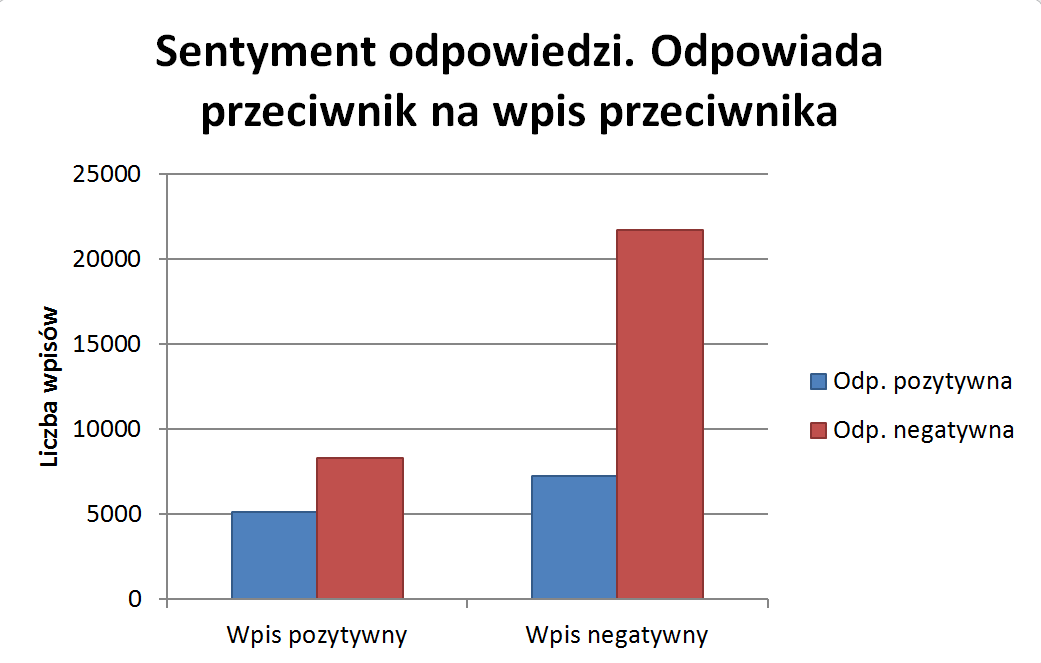 Sentyment odpowiedzi. Odpowiada
przeciwnik na wpis przeciwnika
25000
20000
15000
10000
5000
0
Liczba wpisów
Wpis pozytywny
Wpis negatywny
Odp. pozytywna
Odp. negatywna